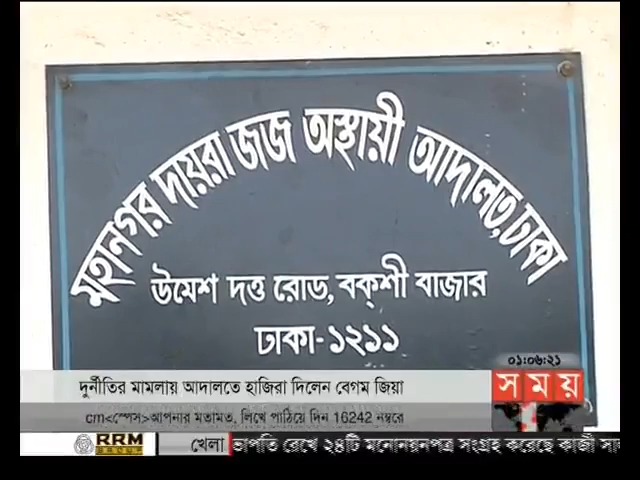 মহানগর দায়রা জজ অস্থায়ী আদালত, ঢাকা
উমেশ দত্ত রোড, বকশী বাজার
ঢাকা-১২১১
০১:০৬:২১
দুর্নীতির মামলায় আদালতে হাজিরা দিলেন বেগম জিয়া
সময়
cm<স্পেস>আপনার মতামত, লিখে পাঠিয়ে দিন 16242 নম্বরে
RRM
খেলা ভাপতি রেখে ২৪টি মনোনয়নপত্র সংগ্রহ করেছে কাজী